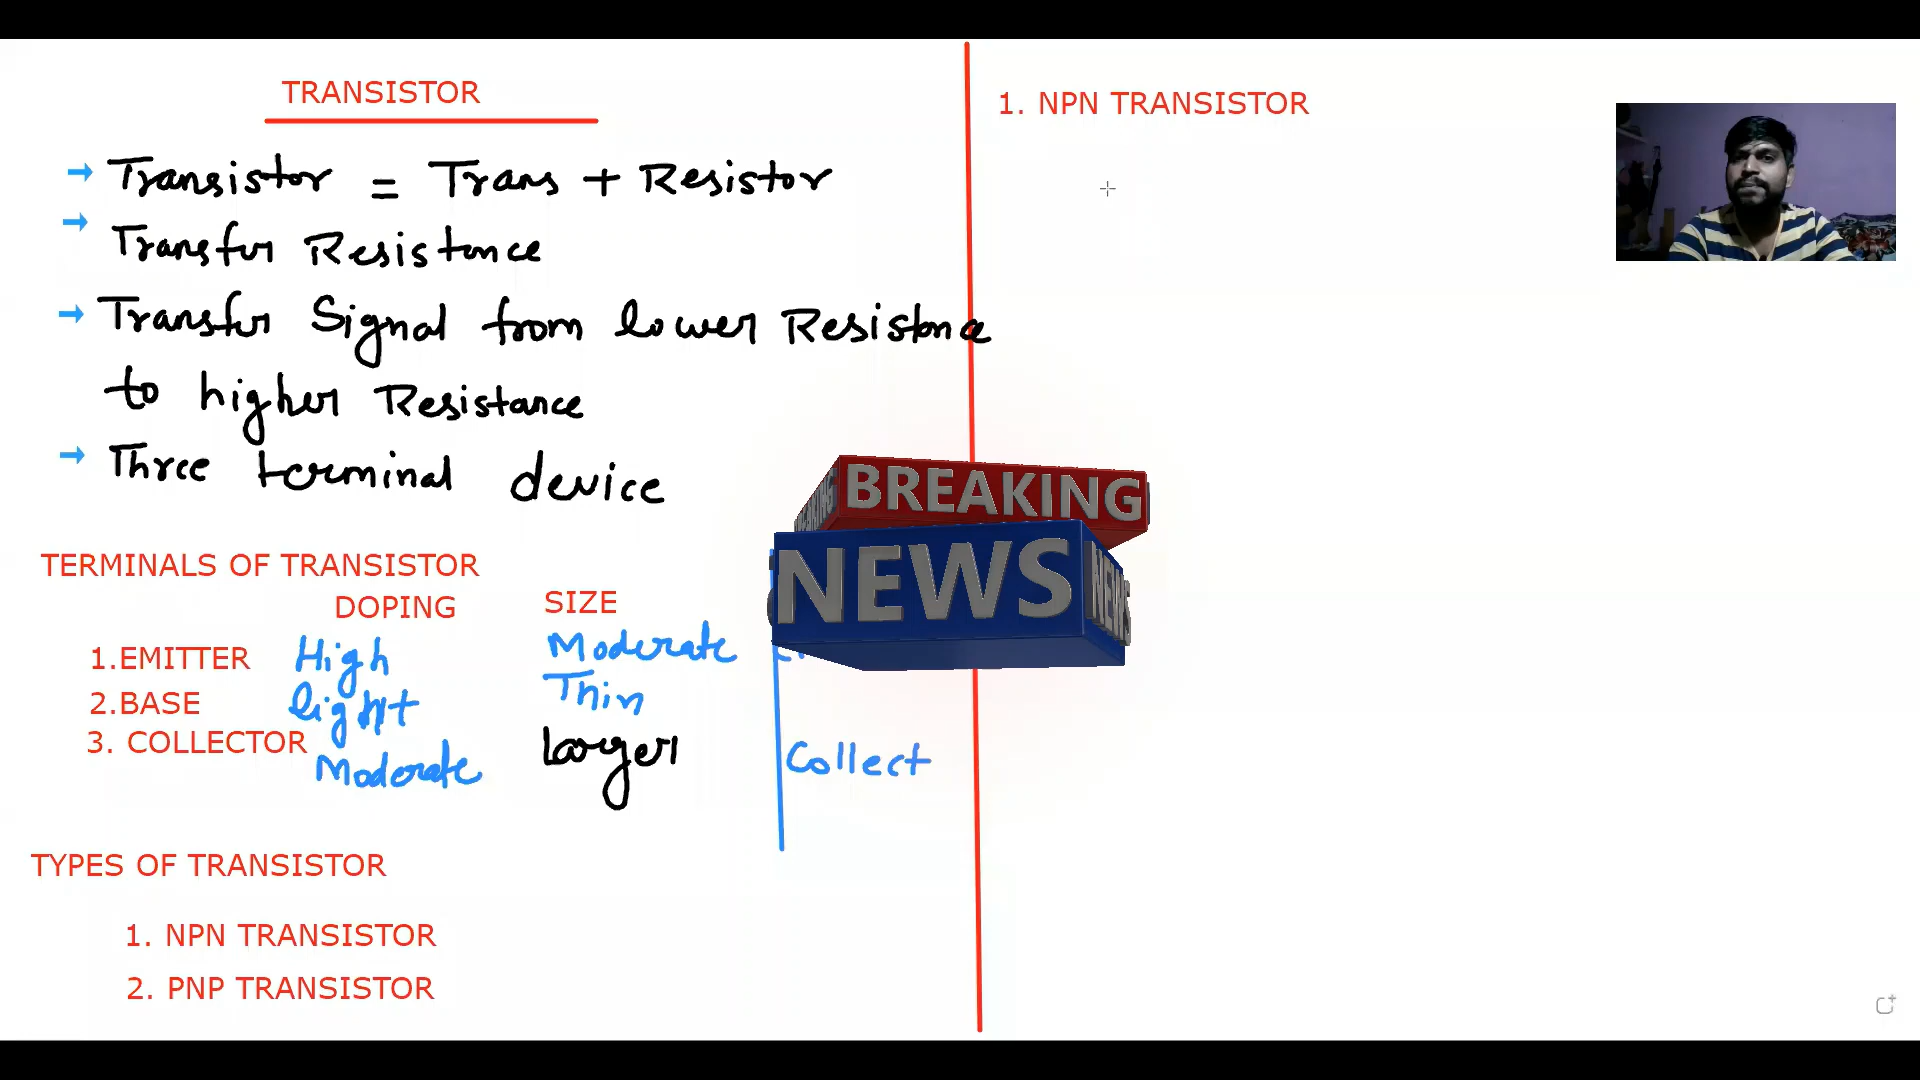 TRANSISTOR
→ Transistor = Trans + Resistor
→ Transfer Resistance
→ Transfer Signal from lower Resistance
to higher Resistance
→ Three terminal device
TERMINALS OF TRANSISTOR
DOPING SIZE
1.EMITTER High Moderate
2.BASE light Thin
3. COLLECTOR Moderate Larger Collect
TYPES OF TRANSISTOR
1. NPN TRANSISTOR
2. PNP TRANSISTOR
1. NPN TRANSISTOR
BREAKING
NEWS NEWS